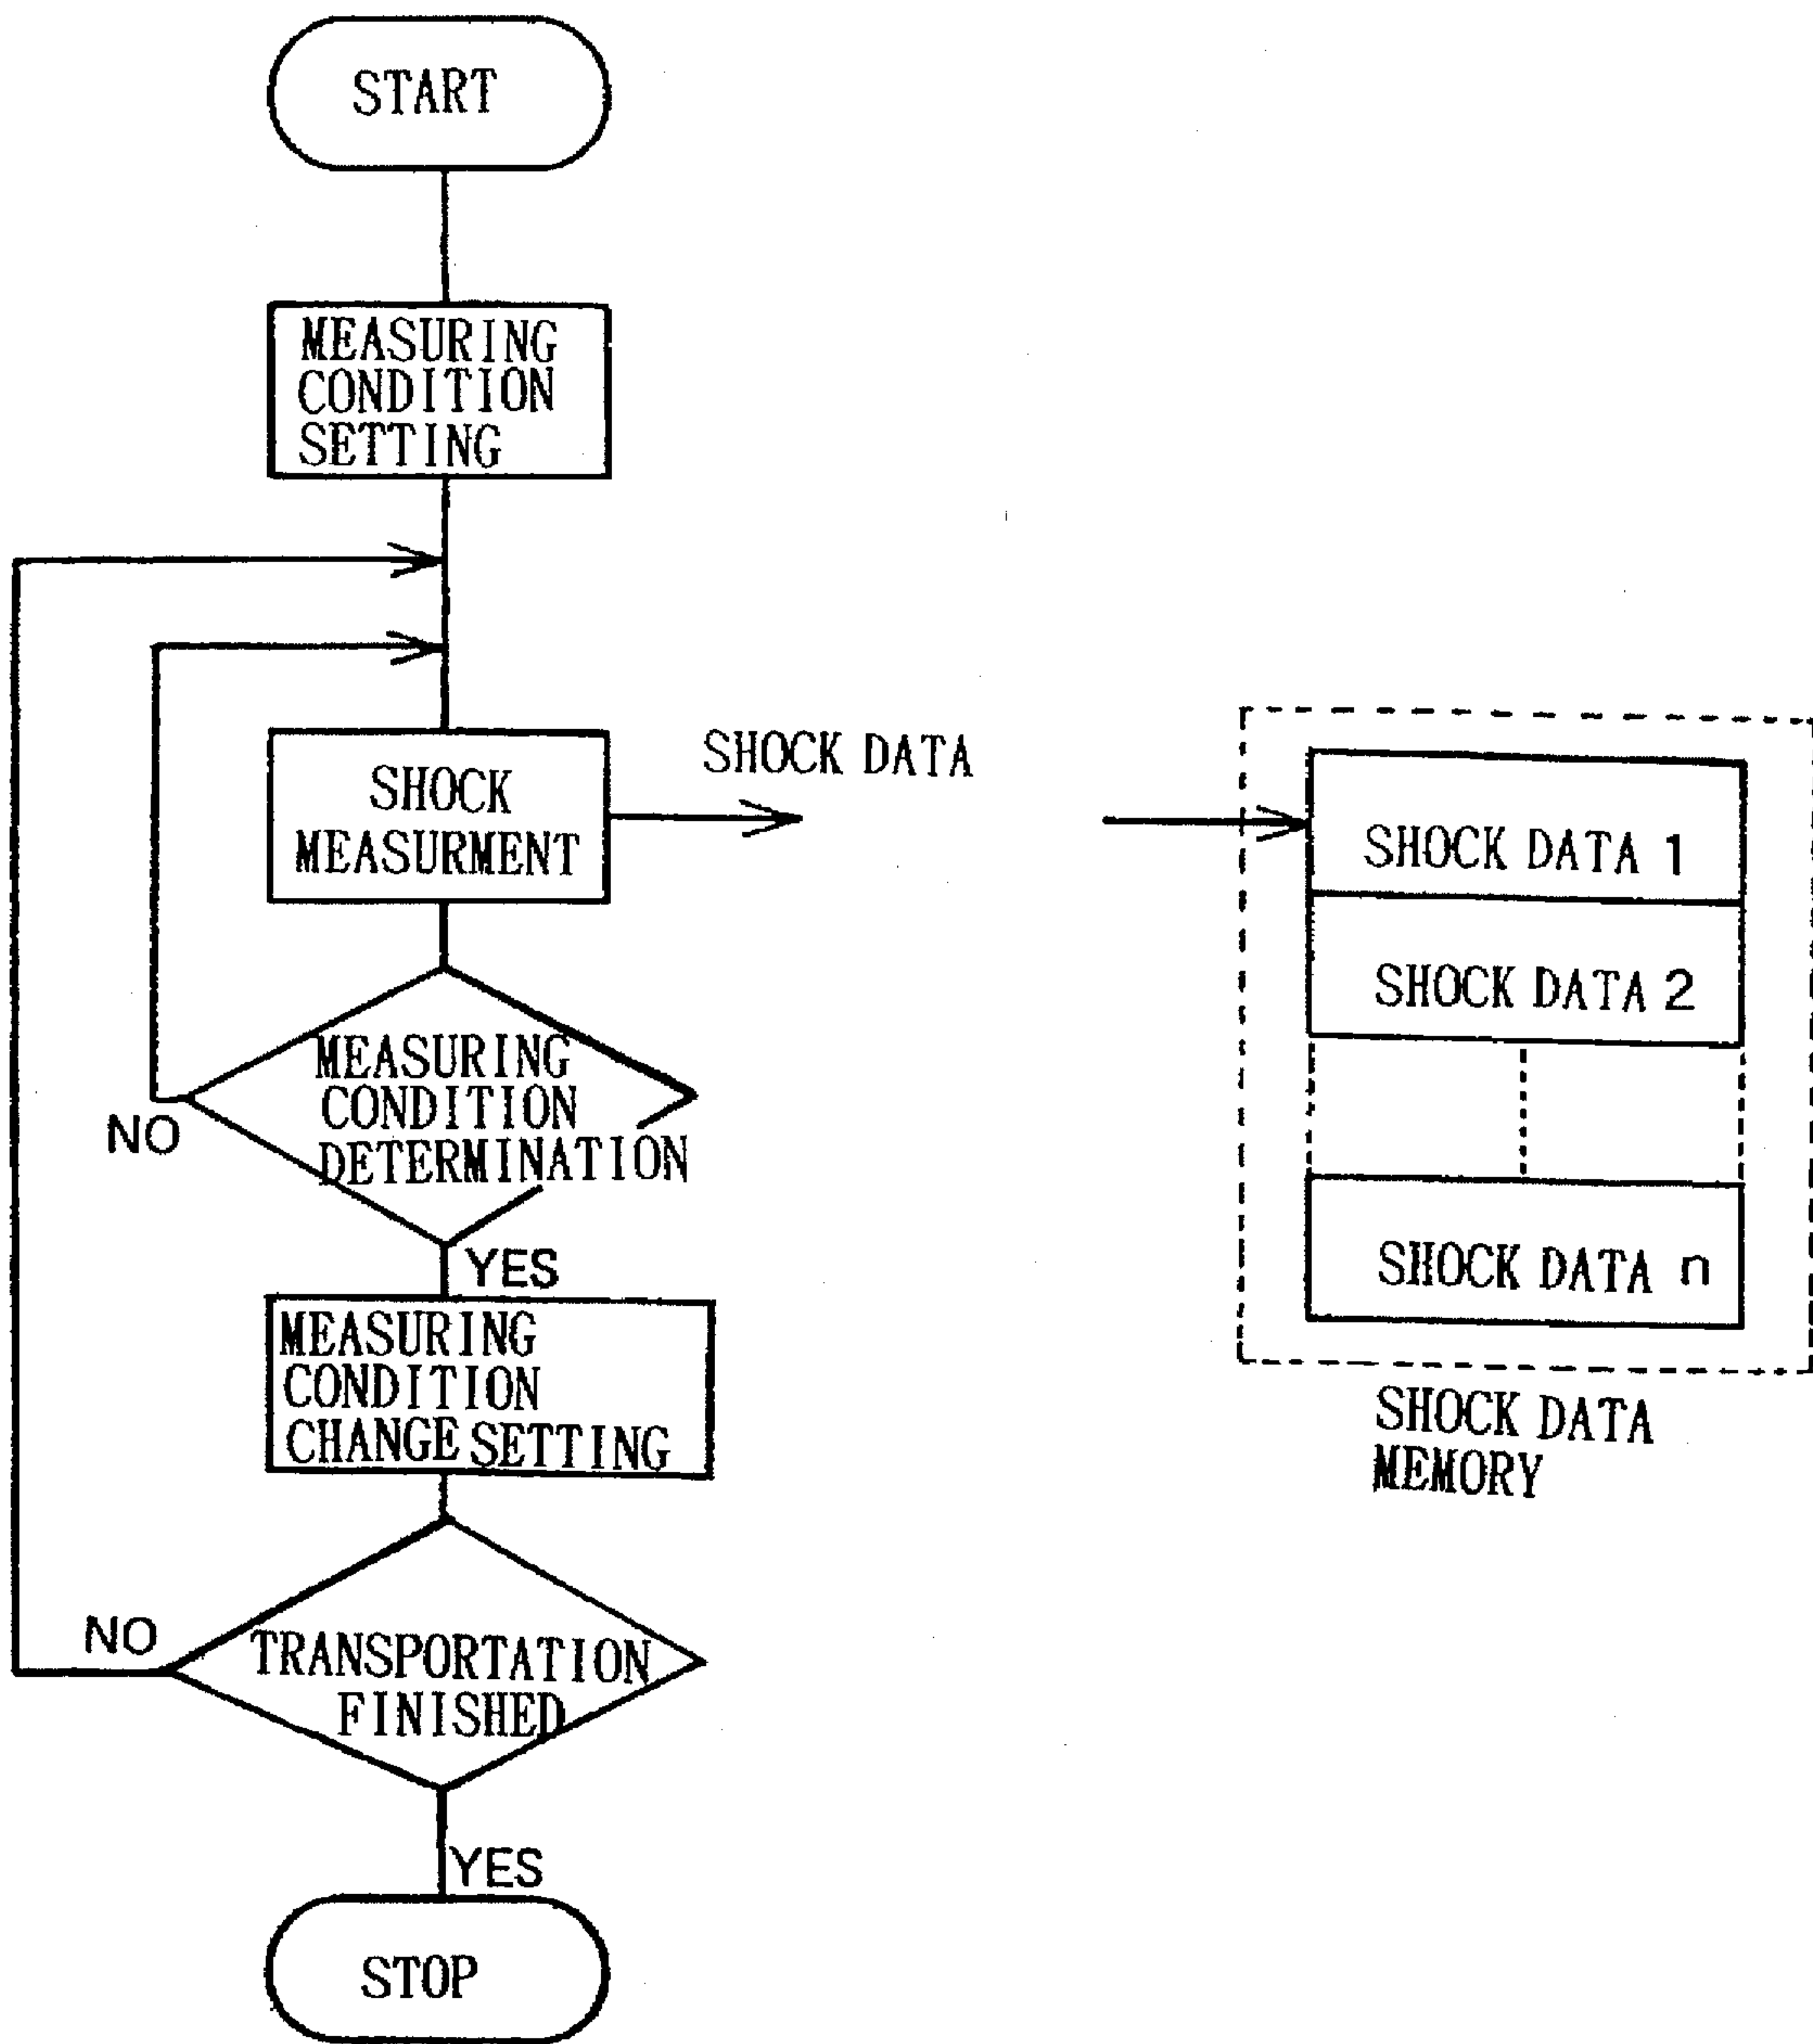 START
MEASURING
CONDITION
SETTING
SHOCK
MEASURMENT
SHOCK DATA
MEASURING
CONDITION
DETERMINATION
NO
YES
MEASURING
CONDITION
CHANGE SETTING
TRANSPORTATION
FINISHED
NO
YES
STOP
SHOCK DATA 1
SHOCK DATA 2
SHOCK DATA n
SHOCK DATA
MEMORY